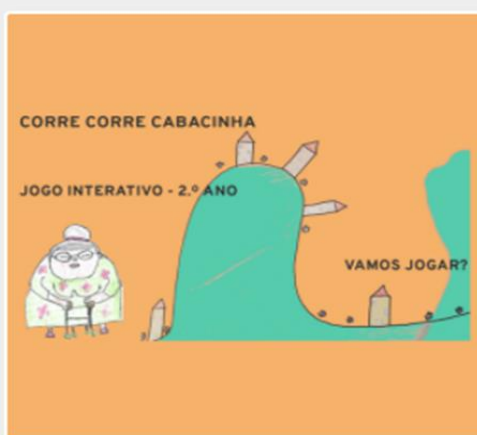 CORRE CORRE CABACINHA
JOGO INTERATIVO - 2.º ANO
VAMOS JOGAR?